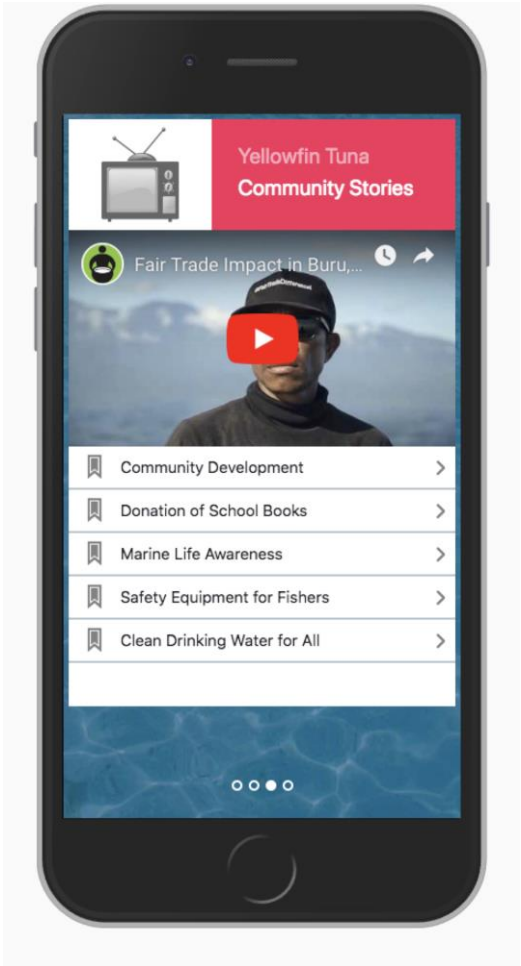 Yellowfin Tuna
Community Stories
Fair Trade Impact in Buru,...
Community Development
Donation of School Books
Marine Life Awareness
Safety Equipment for Fishers
Clean Drinking Water for All